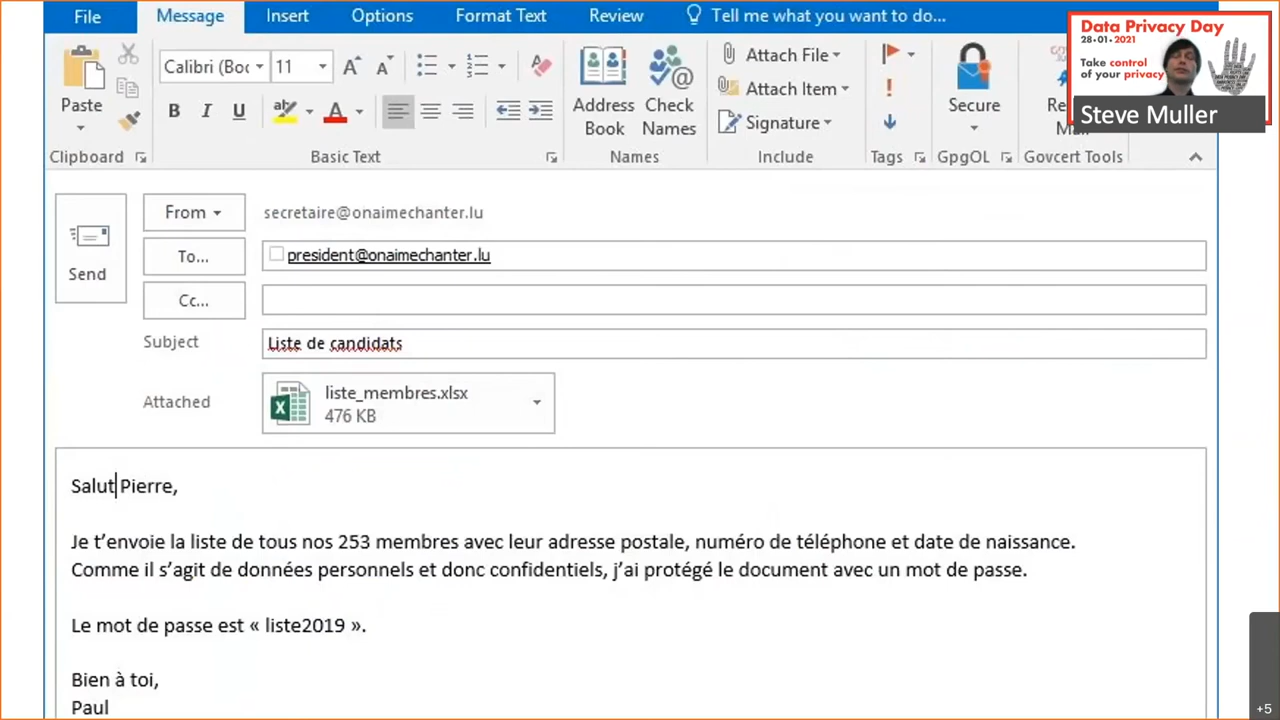 File Message Insert Options Format Text Review Tell me what you want to do...
Data Privacy Day
28·01·2021
Take control
of your privacy
Steve Muller
Paste
Clipboard
Calibri (Boc 11
B I U A
Basic Text
Address
Book
Check
Names
Names
Attach File
Attach Item
Signature
Include
Tags
Secure
GpgOL
Govcert Tools
Send
From
secretaire@onaimechanter.lu
To...
president@onaimechanter.lu
Cc...
Subject
Liste de candidats
Attached
liste_membres.xlsx
476 KB
Salut Pierre,
Je t’envoie la liste de tous nos 253 membres avec leur adresse postale, numéro de téléphone et date de naissance.
Comme il s’agit de données personnels et donc confidentiels, j’ai protégé le document avec un mot de passe.
Le mot de passe est « liste2019 ».
Bien à toi,
Paul
+5